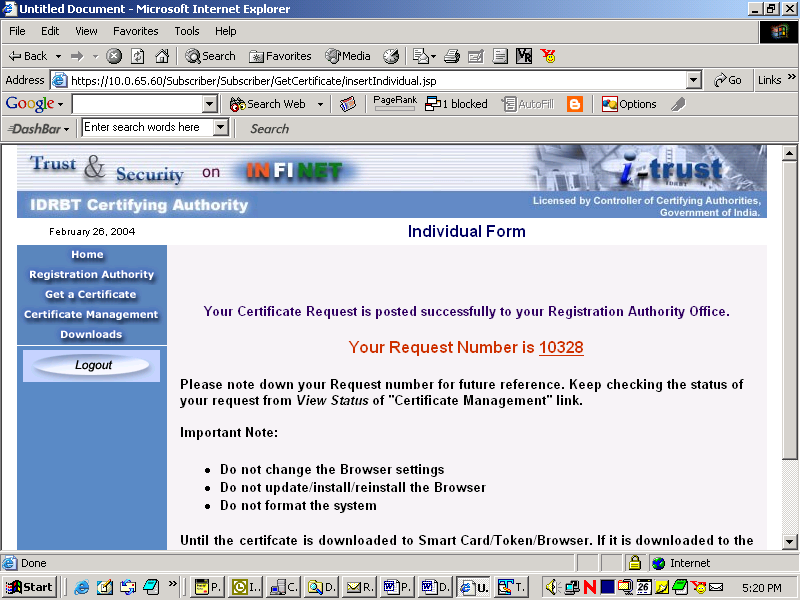 Untitled Document - Microsoft Internet Explorer
File Edit View Favorites Tools Help
Back Search Favorites Media
Address https://10.0.65.60/Subscriber/Subscriber/GetCertificate/insertIndividual.jsp Go Links »
Google Search Web PageRank 1 blocked AutoFill Options
DashBar Enter search words here Search
Trust & Security on INFINET i-trust
IDRBT
IDRBT Certifying Authority
Licensed by Controller of Certifying Authorities,
Government of India.
February 26, 2004
Individual Form
Home
Registration Authority
Get a Certificate
Certificate Management
Downloads
Logout
Your Certificate Request is posted successfully to your Registration Authority Office.
Your Request Number is 10328
Please note down your Request number for future reference. Keep checking the status of
your request from View Status of "Certificate Management" link.
Important Note:
• Do not change the Browser settings
• Do not update/install/reinstall the Browser
• Do not format the system
Until the certifcate is downloaded to Smart Card/Token/Browser. If it is downloaded to the
Done Internet
Start » P. I.. C. D. R. P. D. U. T. 26 5:20 PM